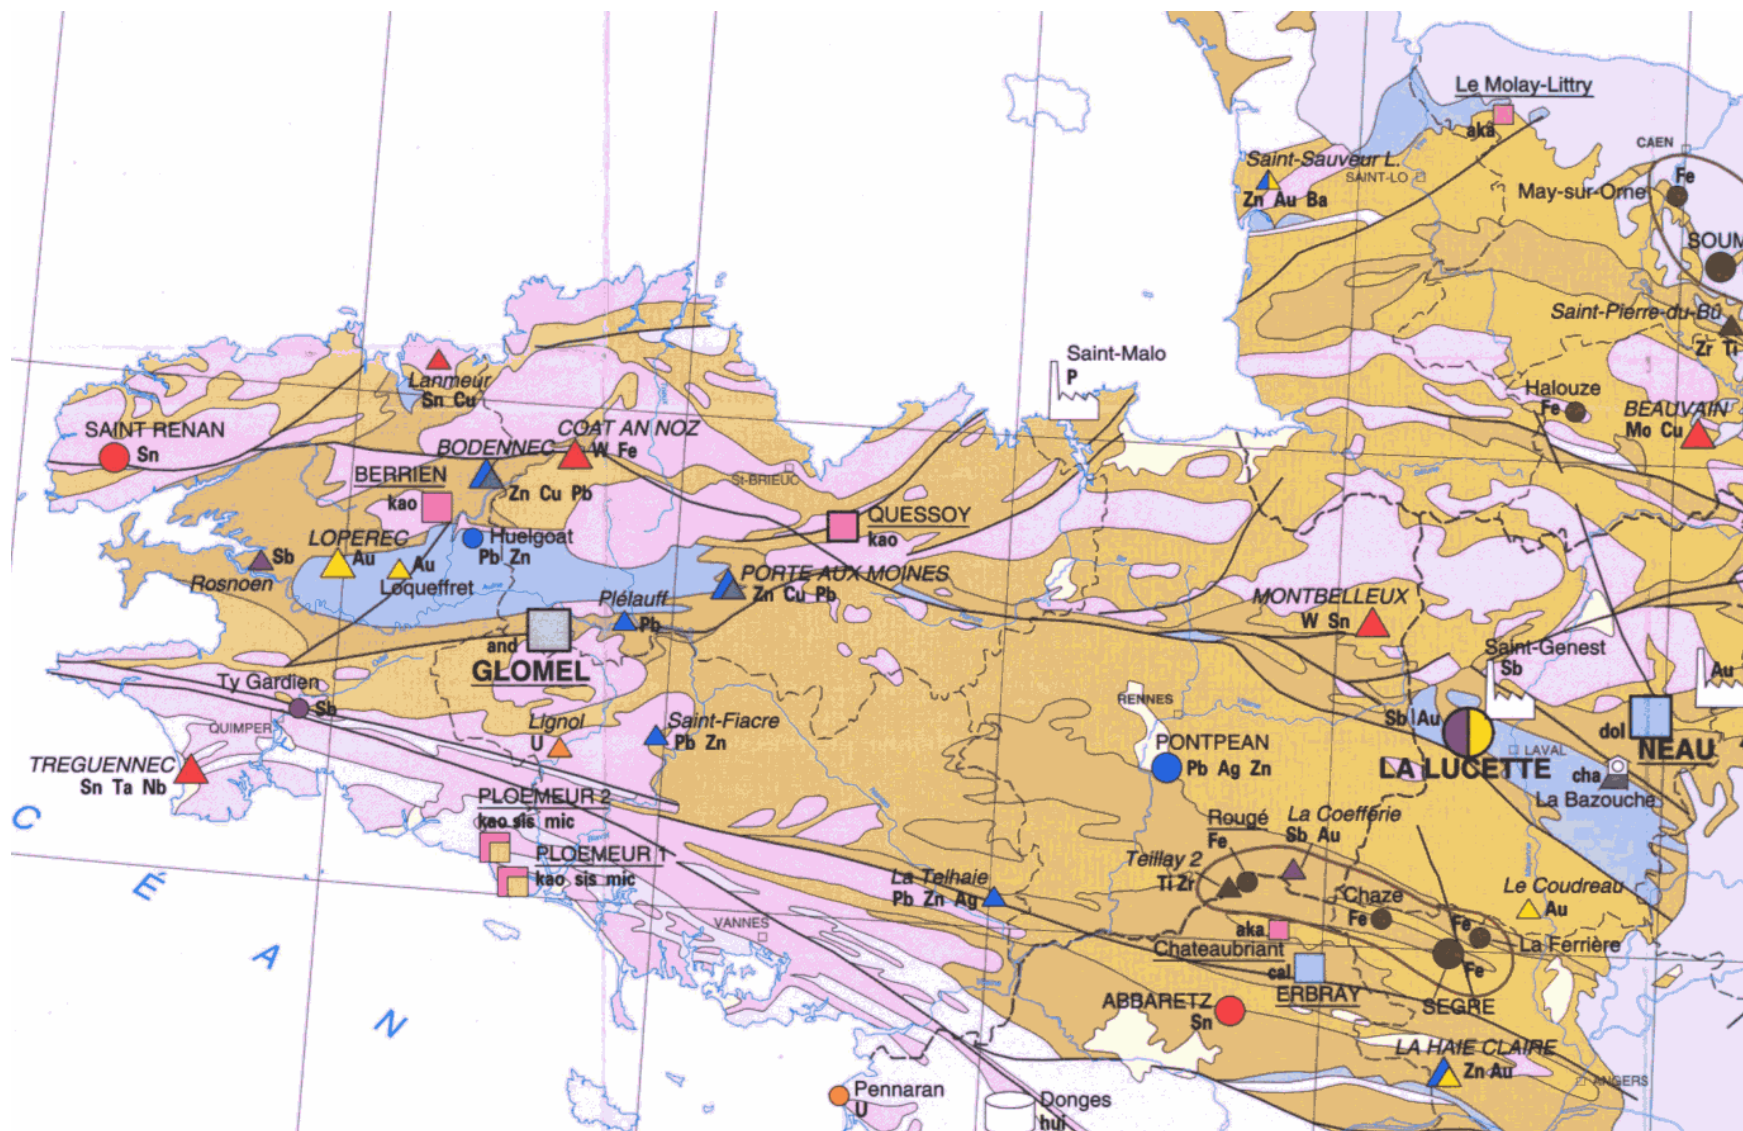 Le Molay-Littry
aka
CAEN
Saint-Sauveur L.
SAINT-LO
Zn Au Ba
Fe
May-sur-Orne
SOUM
Saint-Pierre-du-Bû
Zr Ti
Saint-Malo
P
Lanmeur
Sn Cu
Halouze
Fe
BEAUVAIN
Mo Cu
SAINT RENAN
Sn
COAT AN NOZ
W Fe
BODENNEC
Zn Cu Pb
BERRIEN
kao
St-BRIEUC
QUESSOY
kao
LOPEREC
Au
Huelgoat
Pb Zn
Sb
Rosnoen
Au
Loqueffret
PORTE AUX MOINES
Zn Cu Pb
Plélauff
Pb
MONTBELLEUX
W Sn
and
GLOMEL
Saint-Genest
Sb
Au
Ty Gardien
Sb
QUIMPER
Lignol
U
Saint-Fiacre
Pb Zn
RENNES
PONTPEAN
Pb Ag Zn
Sb Au
LA LUCETTE
LAVAL
dol
NEAU
cha
La Bazouche
TREGUENNEC
Sn Ta Nb
PLOEMEUR 2
kao sis mic
PLOEMEUR 1
kao sis mic
Rougé
Fe
La Coefférie
Sb Au
Teillay 2
Ti Zr
La Telhaie
Pb Zn Ag
Chaze
Fe
Le Coudreau
Au
Fe
La Ferrière
VANNES
aka
Chateaubriant
cal
ERBRAY
Fe
SEGRE
ABBARETZ
Sn
LA HAIE CLAIRE
Zn Au
ANGERS
Pennaran
U
Donges
hui
C
É
A
N